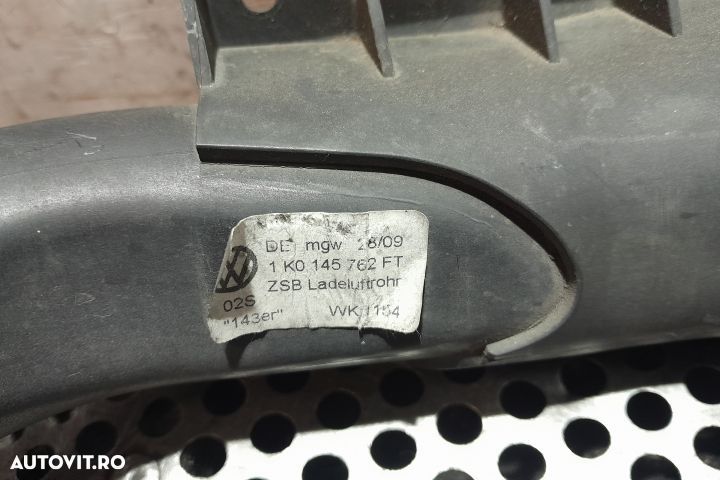 DE mgw 28/09
1 K0 145 762 FT
ZSB Ladeluftrohr
02S
"143er" WK 1154
AUTOVIT.RO